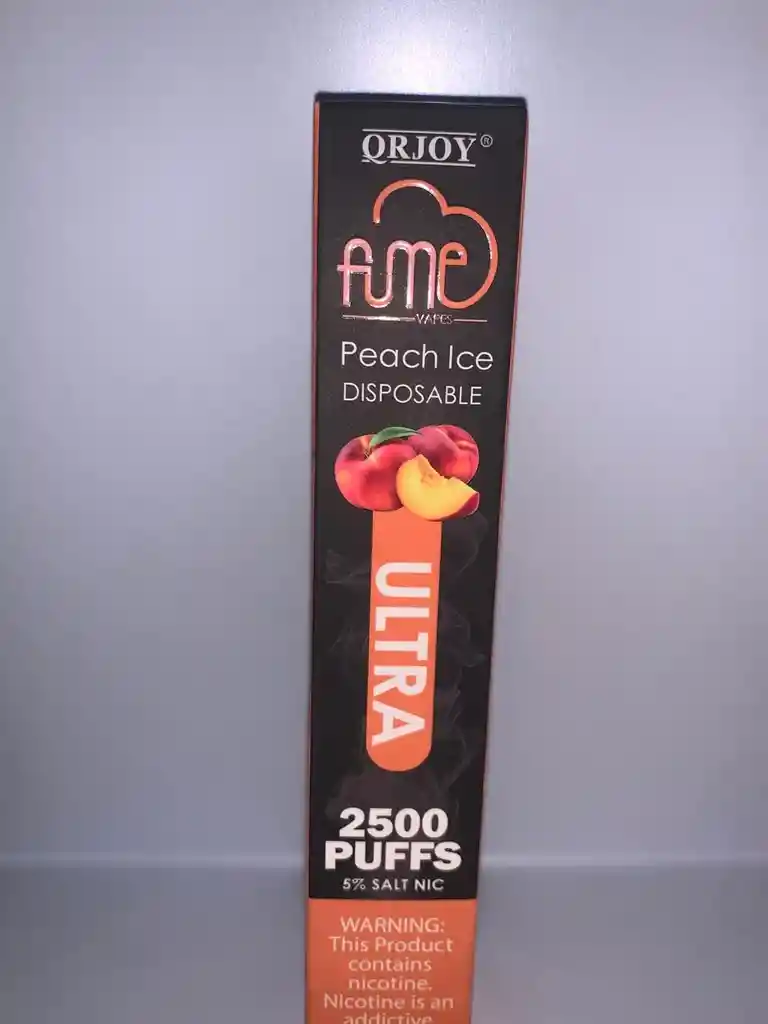 QRJOY®
fume
VAPES
Peach Ice
DISPOSABLE
ULTRA
2500
PUFFS
5% SALT NIC
WARNING:
This Product
contains
nicotine.
Nicotine is an
addictive